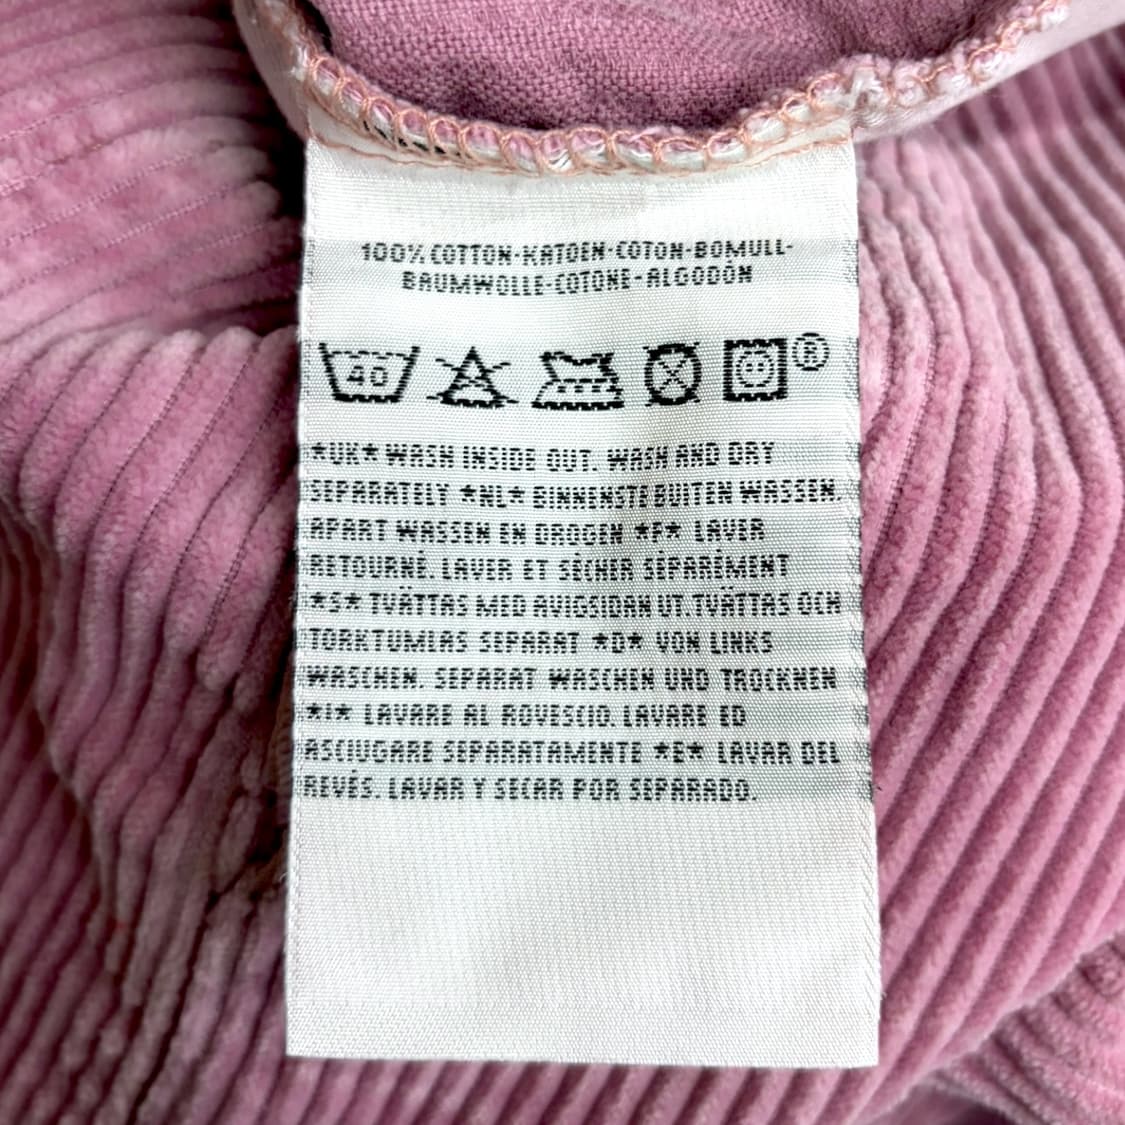 100% COTTON-KATOEN-COTON-BOMULL-
BAUMWOLLE-COTONE-ALGODÓN
40 ®
*UK* WASH INSIDE OUT. WASH AND DRY
SEPARATELY *NL* BINNENSTE BUITEN WASSEN.
APART WASSEN EN DROGEN *F* LAVER
RETOURNÉ. LAVER ET SÉCHER SÉPARÉMENT
*S* TVÄTTAS MED AVIGSIDAN UT.TVÄTTAS OCH
TORKTUMLAS SEPARAT *D* VON LINKS
WASCHEN. SEPARAT WASCHEN UND TROCKNEN
*I* LAVARE AL ROVESCIO. LAVARE ED
ASCIUGARE SEPARATAMENTE *E* LAVAR DEL
REVÉS. LAVAR Y SECAR POR SEPARADO.